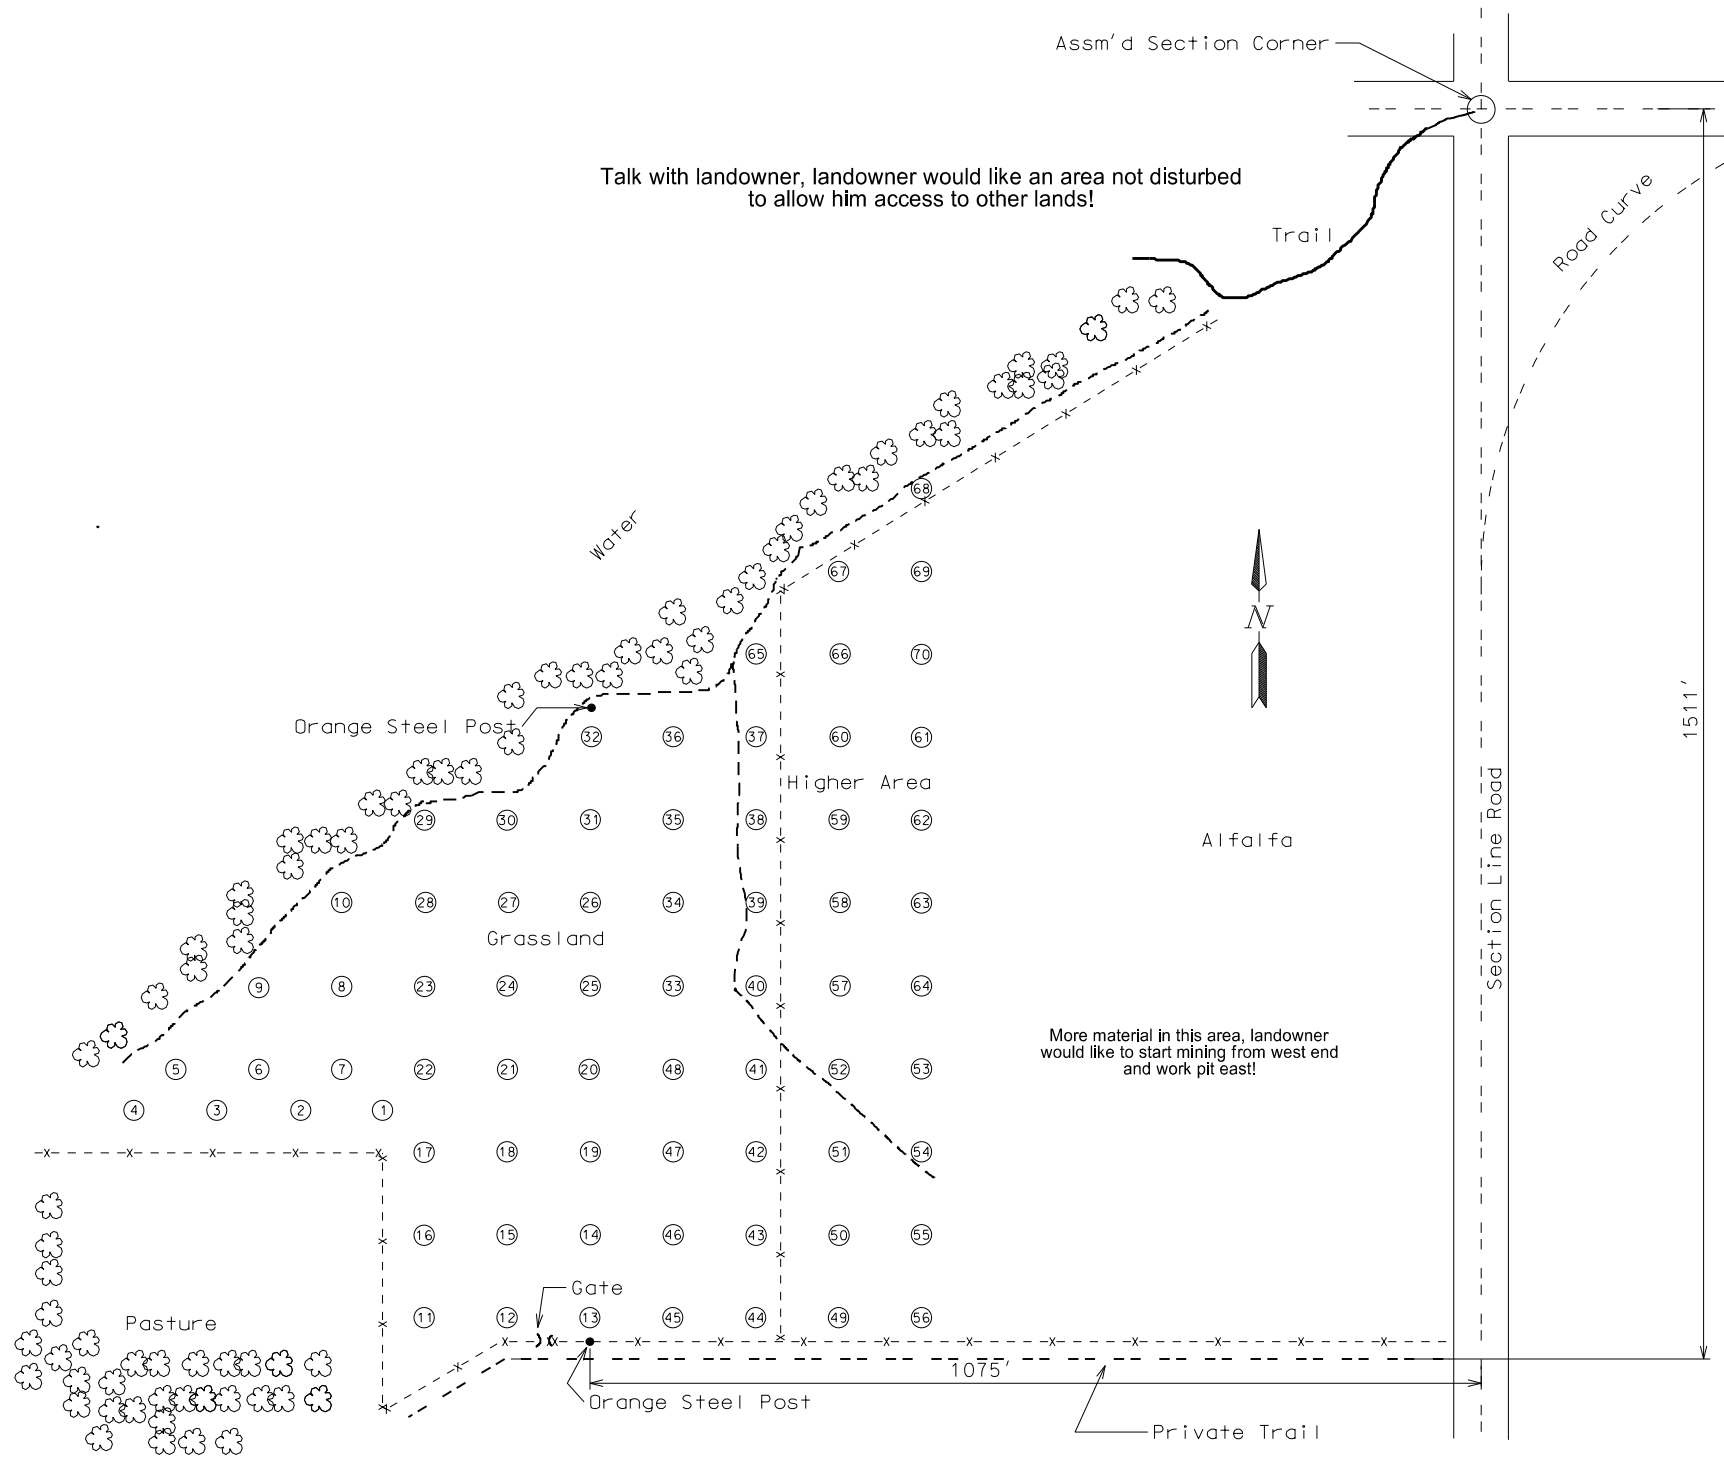 Assm'd Section Corner
Talk with landowner, landowner would like an area not disturbed
to allow him access to other lands!
Road Curve
Trail
68
Water
67 69
N
65 66 70
1511'
Orange Steel Post
32 36 37 60 61
Higher Area
29 30 31 35 38 59 62
Alfalfa
Section Line Road
10 28 27 26 34 39 58 63
Grassland
9 8 23 24 25 33 40 57 64
More material in this area, landowner
would like to start mining from west end
and work pit east!
5 6 7 22 21 20 48 41 52 53
4 3 2 1
17 18 19 47 42 51 54
16 15 14 46 43 50 55
Gate
11 12 13 45 44 49 56
Pasture
1075'
Orange Steel Post
Private Trail